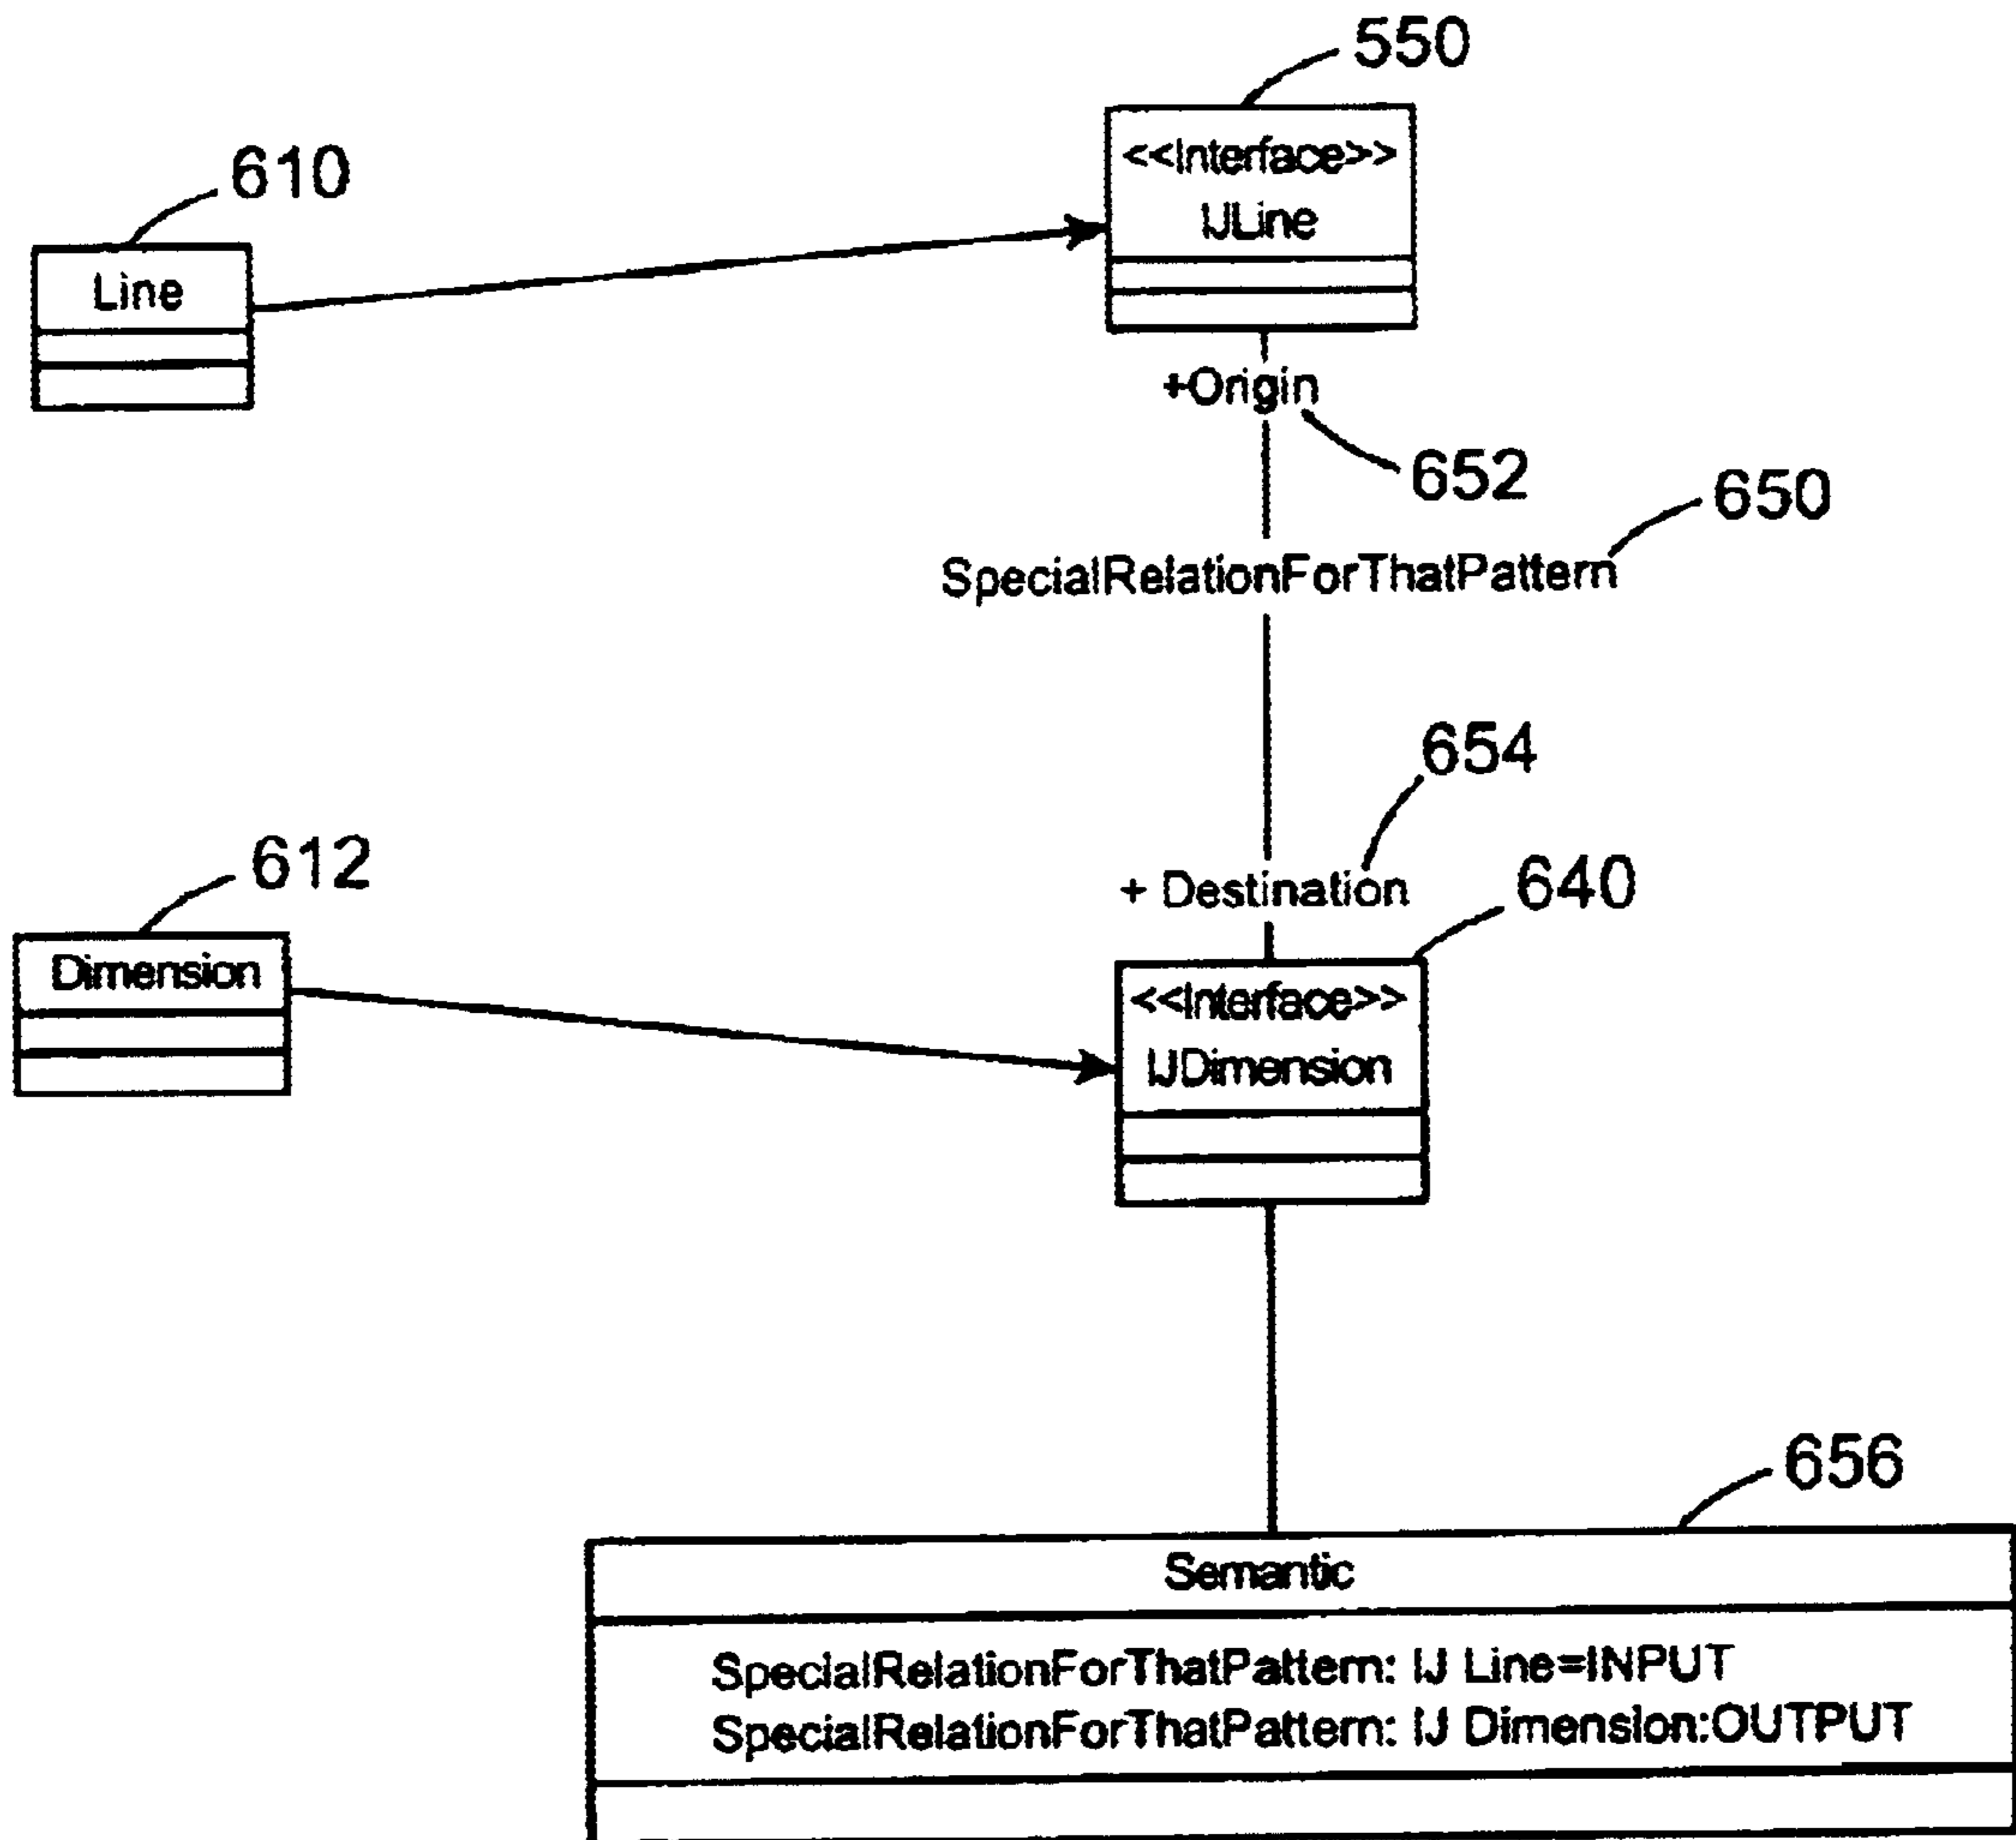 550
<<Interface>>
IJLine
610
Line
+Origin
652
650
SpecialRelationForThatPattern
654
+ Destination
640
612
Dimension
<<Interface>>
IJDimension
656
Semantic
SpecialRelationForThatPattern: IJ Line=INPUT
SpecialRelationForThatPattern: IJ Dimension:OUTPUT